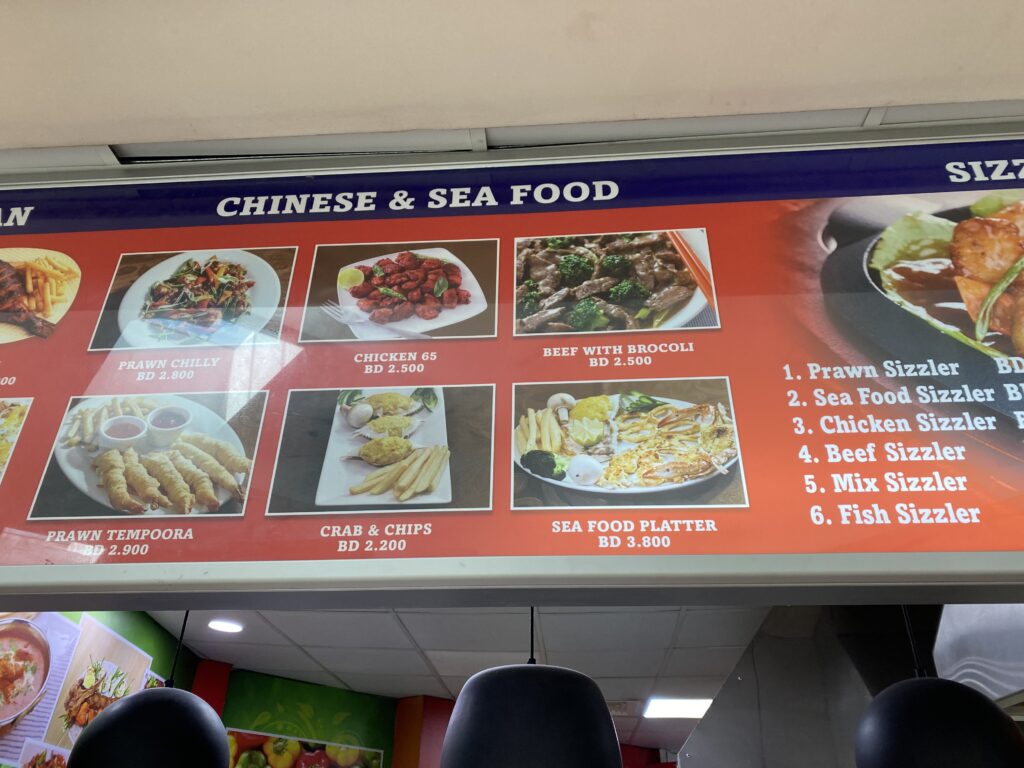 CHINESE & SEA FOOD
PRAWN CHILLY
BD 2.800
CHICKEN 65
BD 2.500
BEEF WITH BROCOLI
BD 2.500
PRAWN TEMPOORA
BD 2.900
CRAB & CHIPS
BD 2.200
SEA FOOD PLATTER
BD 3.800
1. Prawn Sizzler BD
2. Sea Food Sizzler
3. Chicken Sizzler
4. Beef Sizzler
5. Mix Sizzler
6. Fish Sizzler